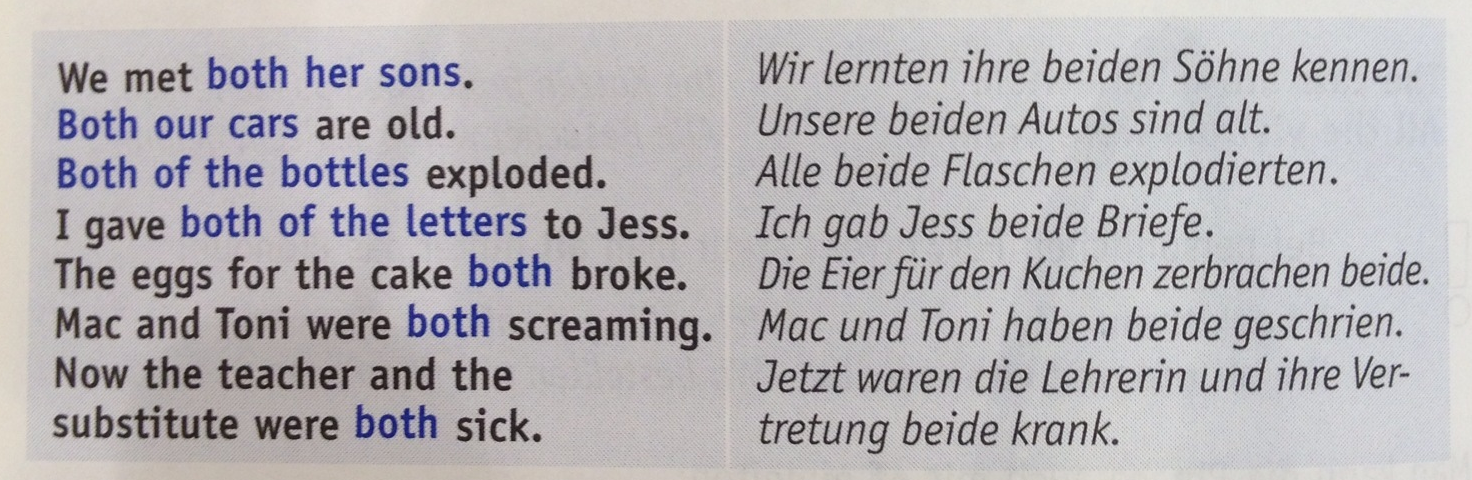 We met both her sons.
Both our cars are old.
Both of the bottles exploded.
I gave both of the letters to Jess.
The eggs for the cake both broke.
Mac and Toni were both screaming.
Now the teacher and the
substitute were both sick.
Wir lernten ihre beiden Söhne kennen.
Unsere beiden Autos sind alt.
Alle beide Flaschen explodierten.
Ich gab Jess beide Briefe.
Die Eier für den Kuchen zerbrachen beide.
Mac und Toni haben beide geschrien.
Jetzt waren die Lehrerin und ihre Ver-
tretung beide krank.